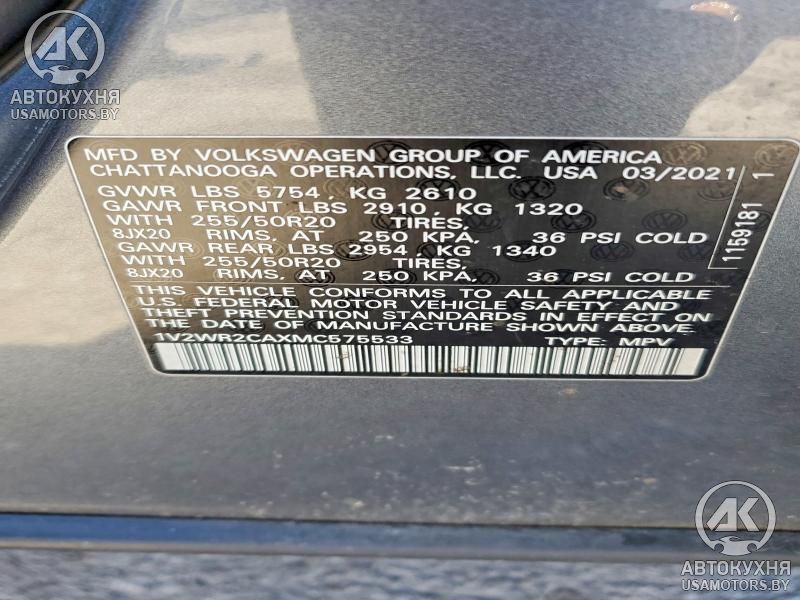 AK
АВТОКУХНЯ
USAMOTORS.BY
MFD BY VOLKSWAGEN GROUP OF AMERICA
CHATTANOOGA OPERATIONS, LLC. USA 03/2021
GVWR LBS 5754, KG 2610
GAWR FRONT LBS 2910, KG 1320
WITH 255/50R20 TIRES,
8JX20 RIMS, AT 250 KPA, 36 PSI COLD
GAWR REAR LBS 2954, KG 1340
WITH 255/50R20 TIRES,
8JX20 RIMS, AT 250 KPA, 36 PSI COLD
THIS VEHICLE CONFORMS TO ALL APPLICABLE
U.S. FEDERAL MOTOR VEHICLE SAFETY AND
THEFT PREVENTION STANDARDS IN EFFECT ON
THE DATE OF MANUFACTURE SHOWN ABOVE.
1V2WR2CAXMC575533 TYPE: MPV
1159181 1
AK
АВТОКУХНЯ
USAMOTORS.BY